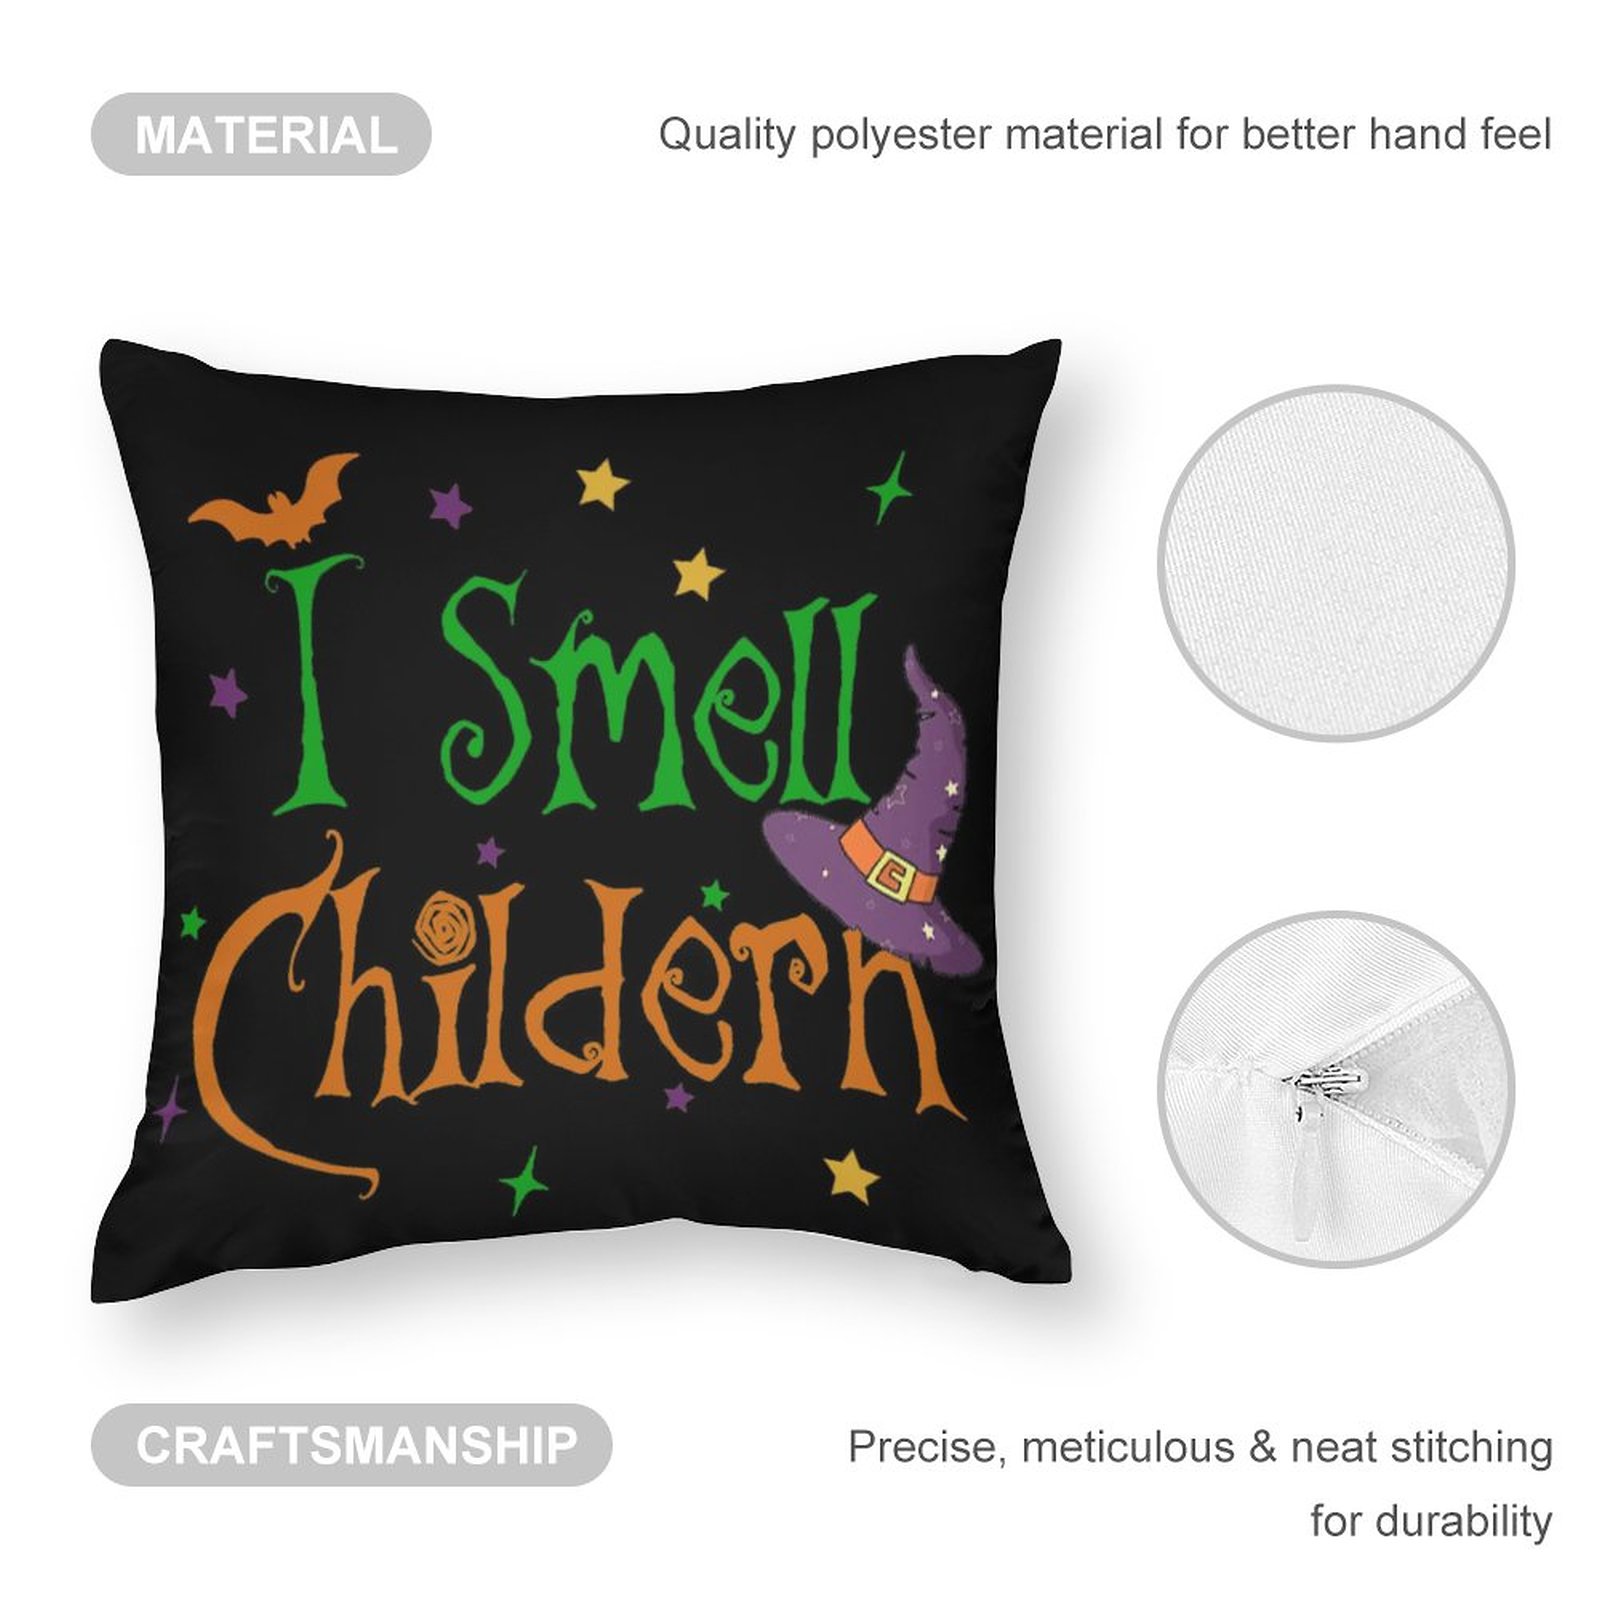 MATERIAL
Quality polyester material for better hand feel
I Smell
Childern
CRAFTSMANSHIP
Precise, meticulous & neat stitching
for durability